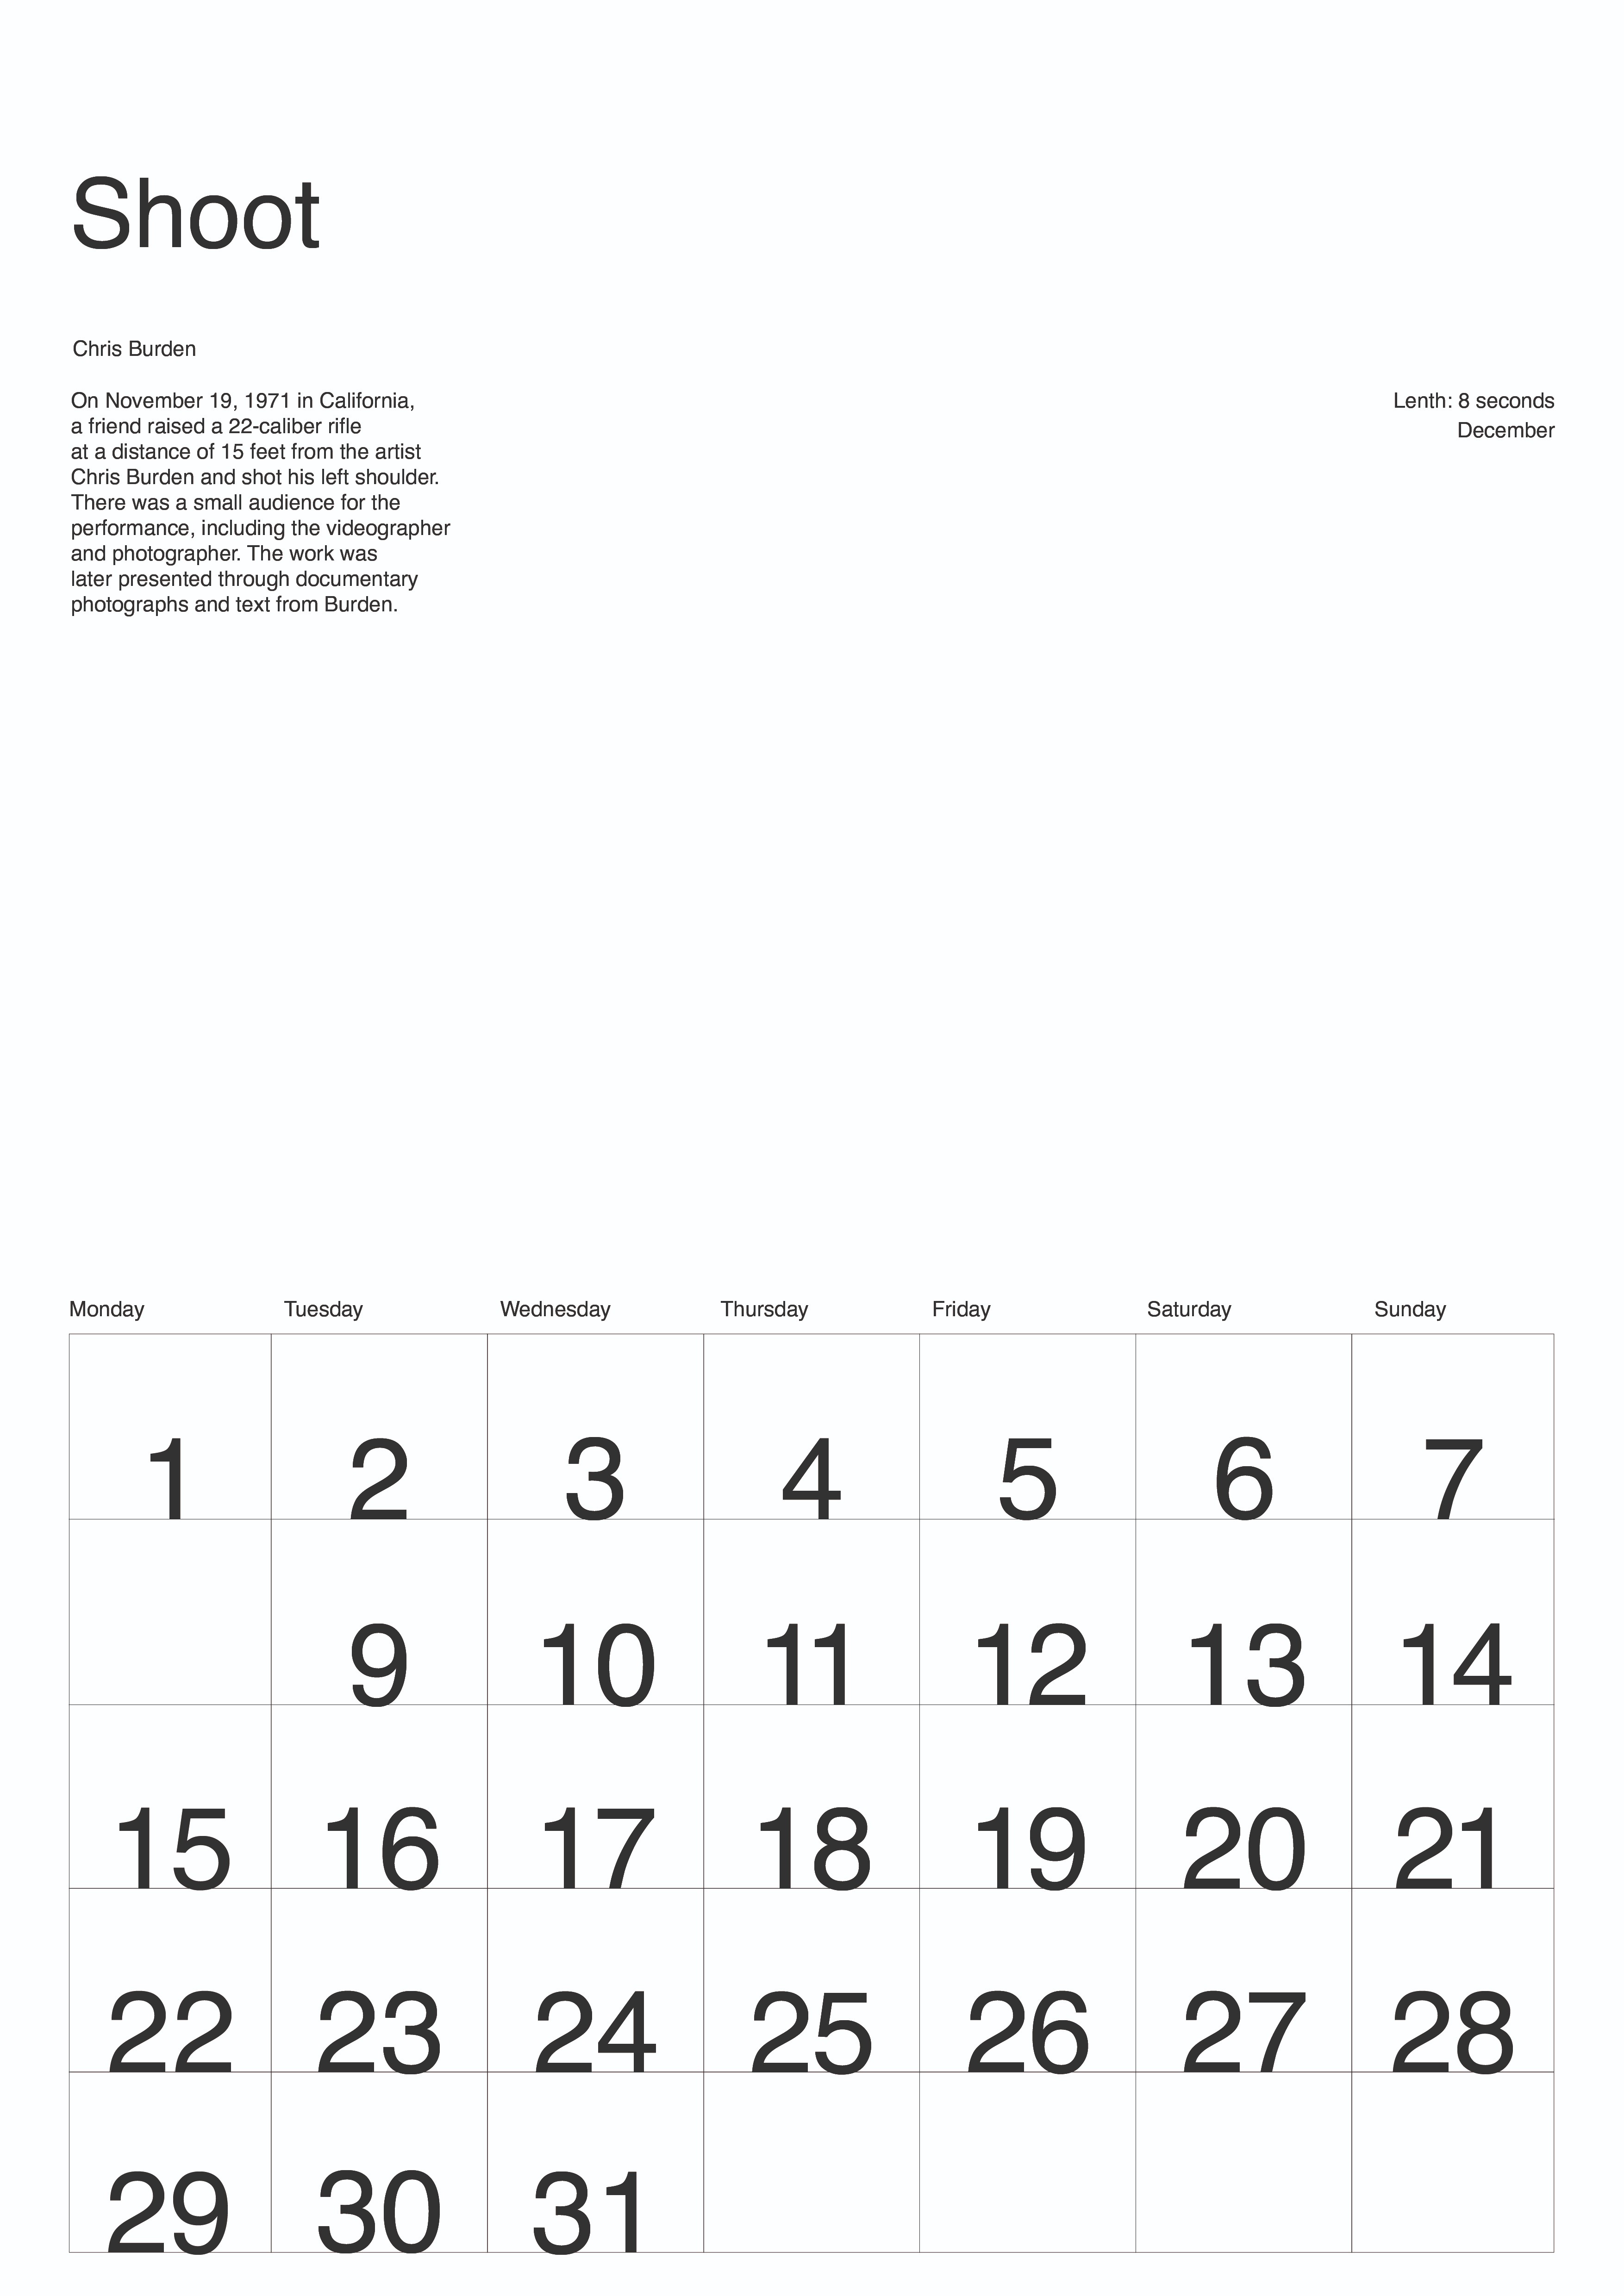 Shoot
Chris Burden
On November 19, 1971 in California,
a friend raised a 22-caliber rifle
at a distance of 15 feet from the artist
Chris Burden and shot his left shoulder.
There was a small audience for the
performance, including the videographer
and photographer. The work was
later presented through documentary
photographs and text from Burden.
Lenth: 8 seconds
December
Monday Tuesday Wednesday Thursday Friday Saturday Sunday
1 2 3 4 5 6 7
9 10 11 12 13 14
15 16 17 18 19 20 21
22 23 24 25 26 27 28
29 30 31